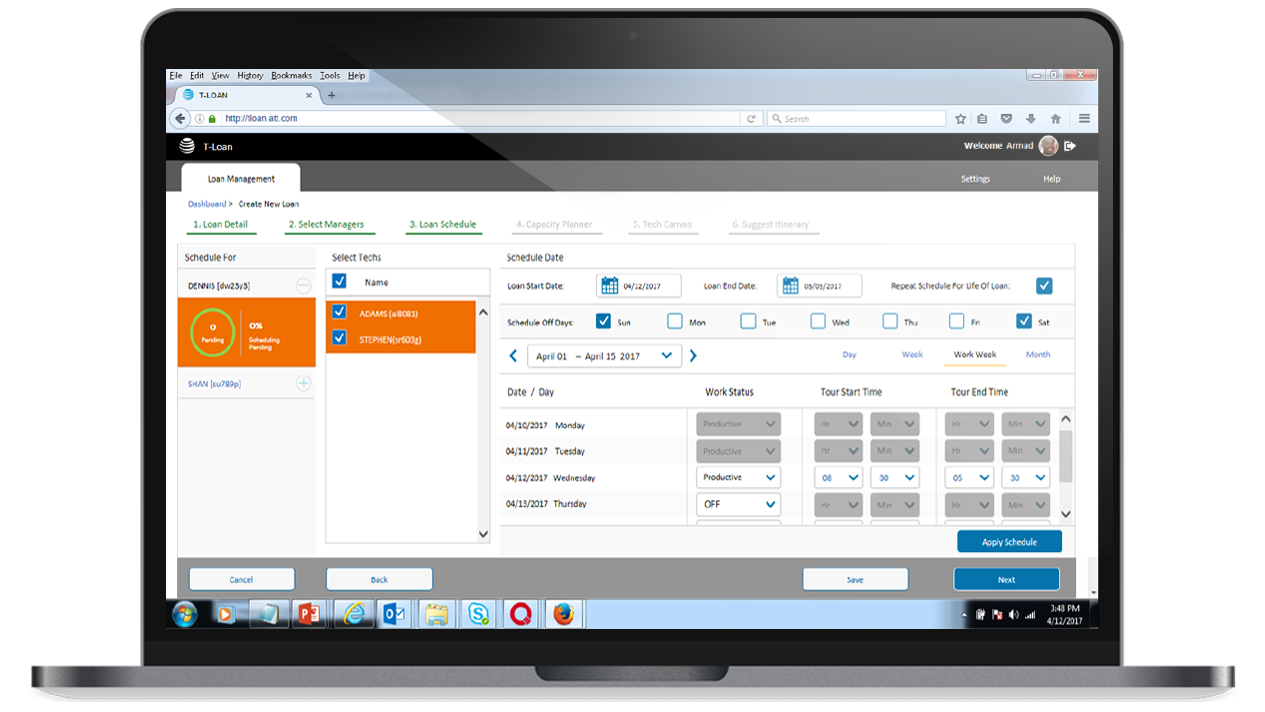 File Edit View History Bookmarks Tools Help
T-LOAN × +
http://tloan.att.com Search
T-Loan Welcome Armad
Loan Management Settings Help
Dashboard > Create New Loan
1. Loan Detail 2. Select Managers 3. Loan Schedule 4. Capacity Planner 5. Tech Canvas 6. Suggest Itinerary
Schedule For Select Techs Schedule Date
DENNIS [dw23y3] Name Loan Start Date: 04/12/2017 Loan End Date: 05/05/2017 Repeat Schedule For Life Of Loan:
0 Pending 0% Scheduling Pending
ADAMS (al8081)
STEPHEN(sr603g)
Schedule Off Days: Sun Mon Tue Wed Thu Fri Sat
SHAN [su789p] April 01 – April 15 2017 Day Week Work Week Month
Date / Day Work Status Tour Start Time Tour End Time
04/10/2017 Monday Productive Hr Min Hr Min
04/11/2017 Tuesday Productive Hr Min Hr Min
04/12/2017 Wednesday Productive 08 30 05 30
04/13/2017 Thursday OFF Hr Min Hr Min
Apply Schedule
Cancel Back Save Next
3:48 PM
4/12/2017